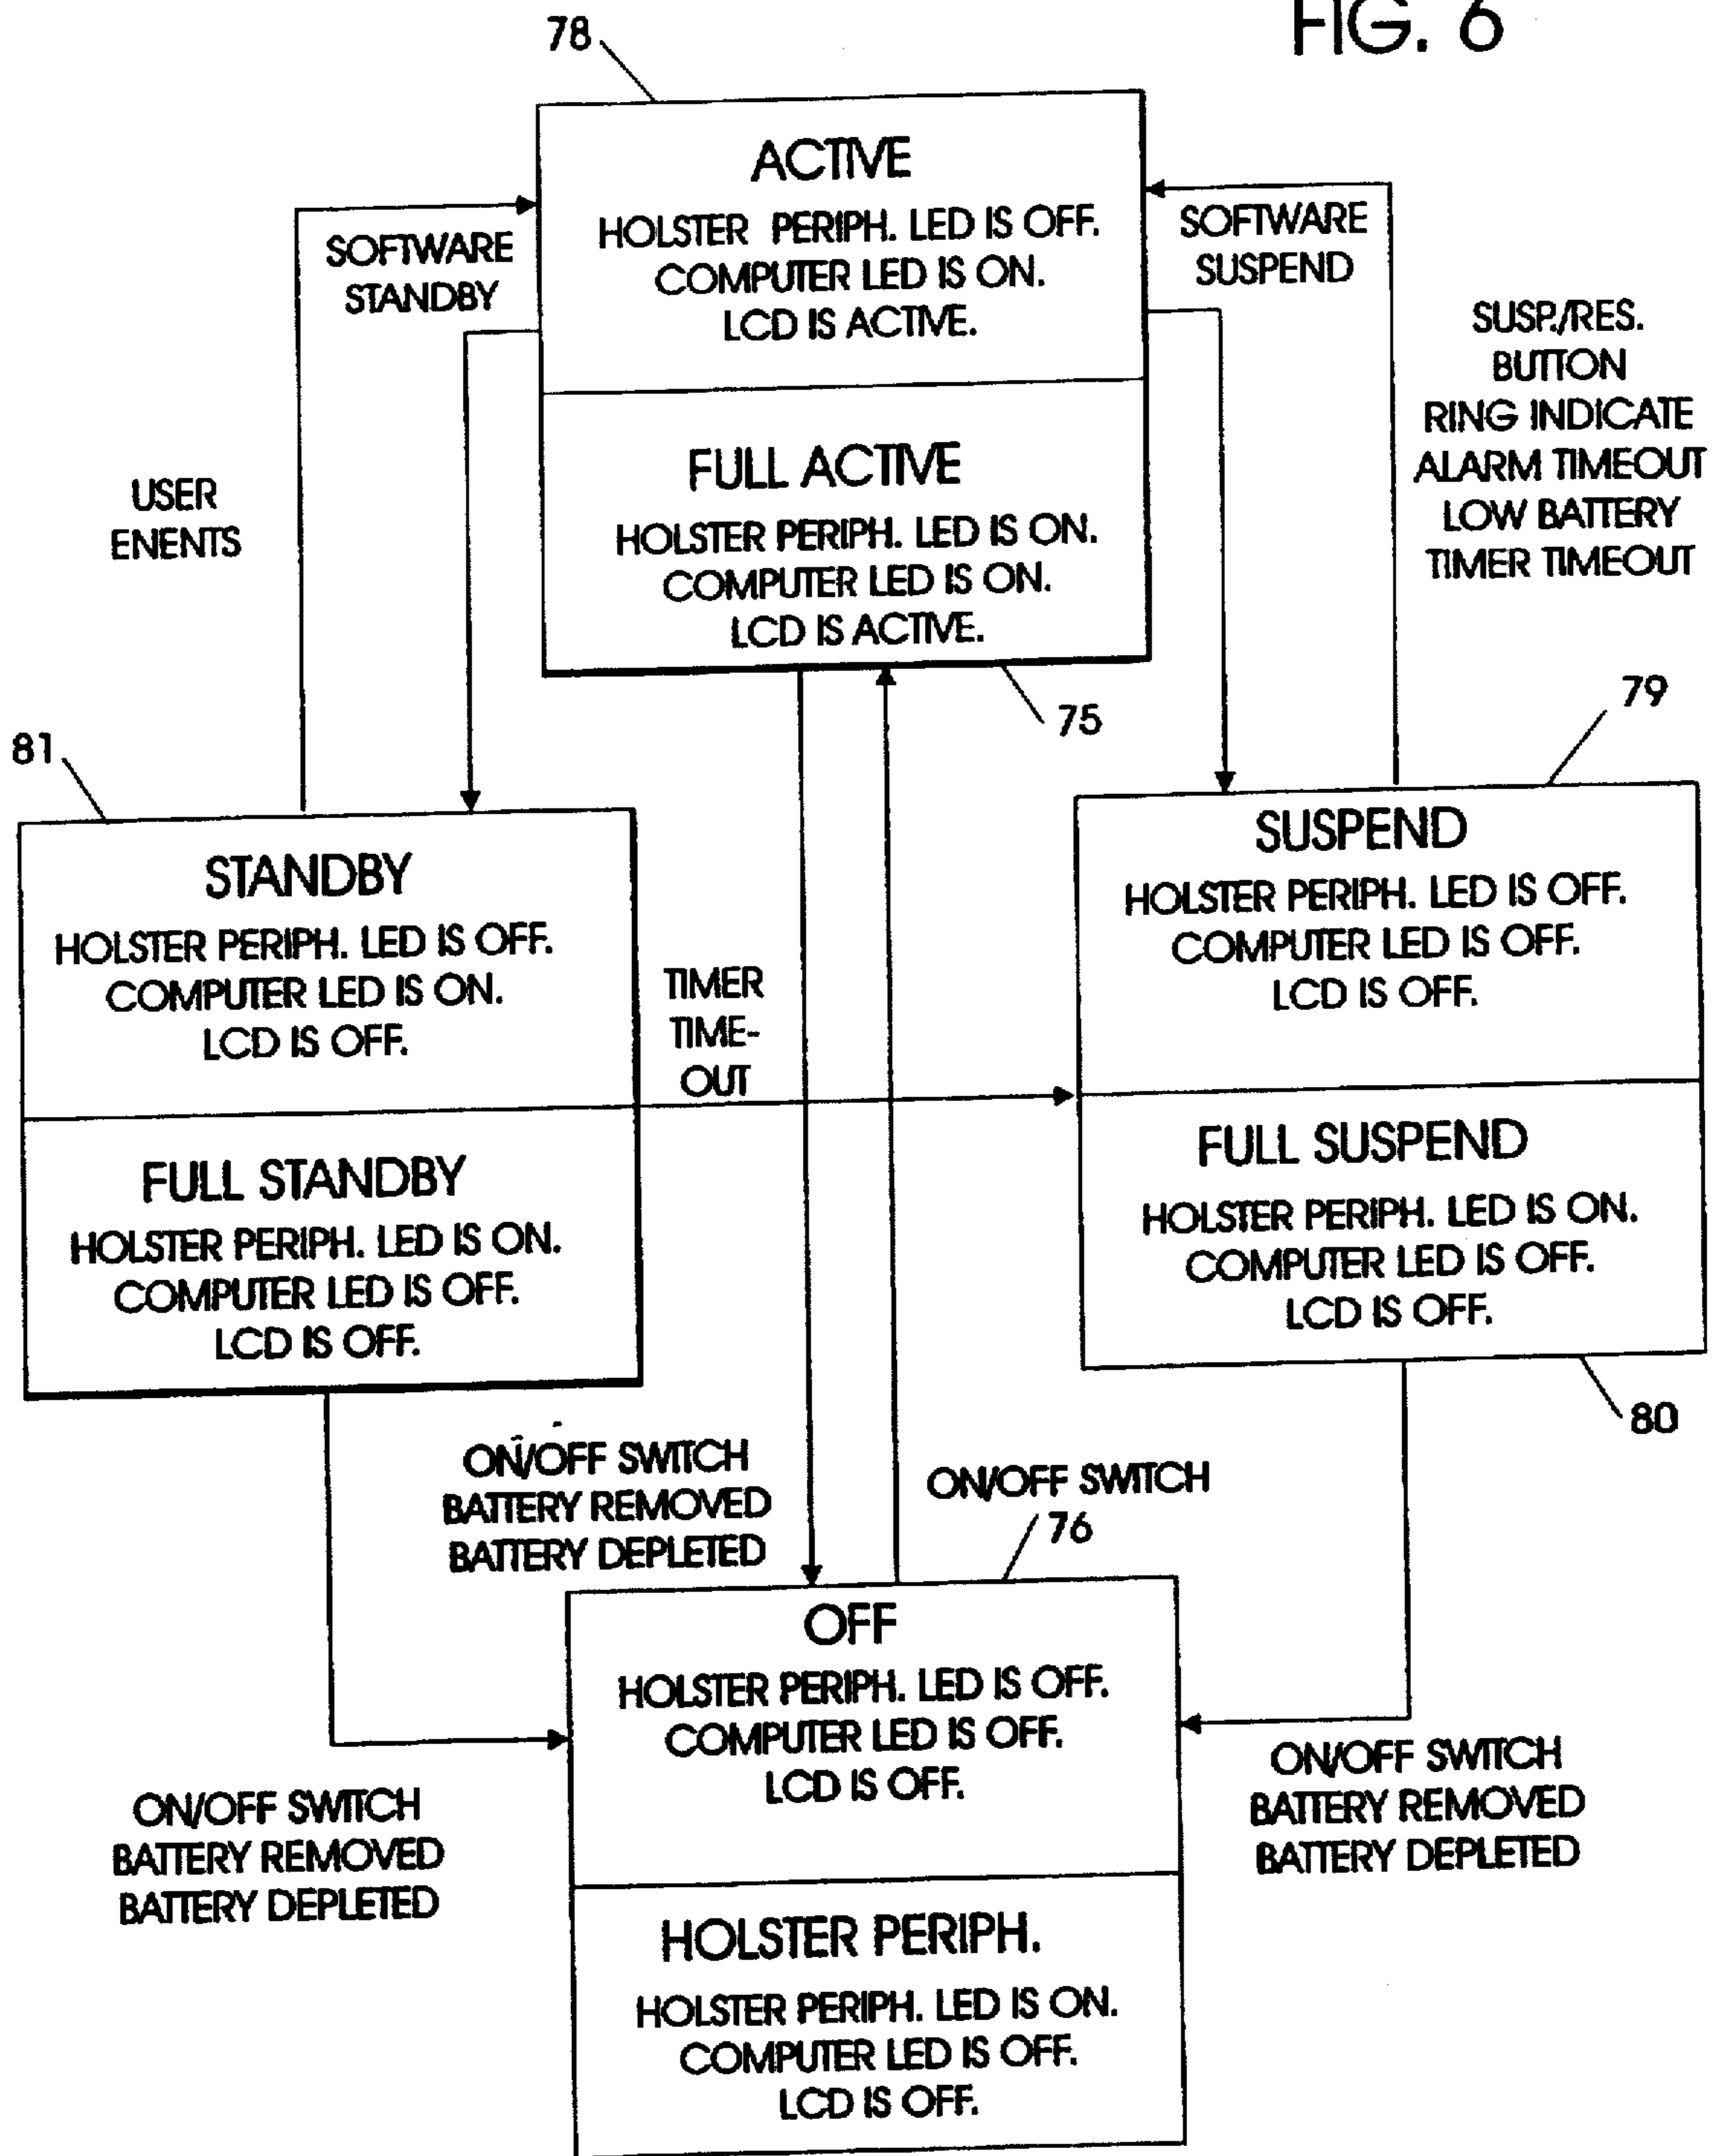 FIG. 6
78
ACTIVE
HOLSTER PERIPH. LED IS OFF.
COMPUTER LED IS ON.
LCD IS ACTIVE.
SOFTWARE
STANDBY
SOFTWARE
SUSPEND
FULL ACTIVE
HOLSTER PERIPH. LED IS ON.
COMPUTER LED IS ON.
LCD IS ACTIVE.
USER
ENENTS
SUSP./RES.
BUTTON
RING INDICATE
ALARM TIMEOUT
LOW BATTERY
TIMER TIMEOUT
75
79
81
STANDBY
HOLSTER PERIPH. LED IS OFF.
COMPUTER LED IS ON.
LCD IS OFF.
TIMER
TIME-
OUT
SUSPEND
HOLSTER PERIPH. LED IS OFF.
COMPUTER LED IS OFF.
LCD IS OFF.
FULL STANDBY
HOLSTER PERIPH. LED IS ON.
COMPUTER LED IS OFF.
LCD IS OFF.
FULL SUSPEND
HOLSTER PERIPH. LED IS ON.
COMPUTER LED IS OFF.
LCD IS OFF.
80
ON/OFF SWITCH
BATTERY REMOVED
BATTERY DEPLETED
ON/OFF SWITCH
76
OFF
HOLSTER PERIPH. LED IS OFF.
COMPUTER LED IS OFF.
LCD IS OFF.
ON/OFF SWITCH
BATTERY REMOVED
BATTERY DEPLETED
ON/OFF SWITCH
BATTERY REMOVED
BATTERY DEPLETED
HOLSTER PERIPH.
HOLSTER PERIPH. LED IS ON.
COMPUTER LED IS OFF.
LCD IS OFF.